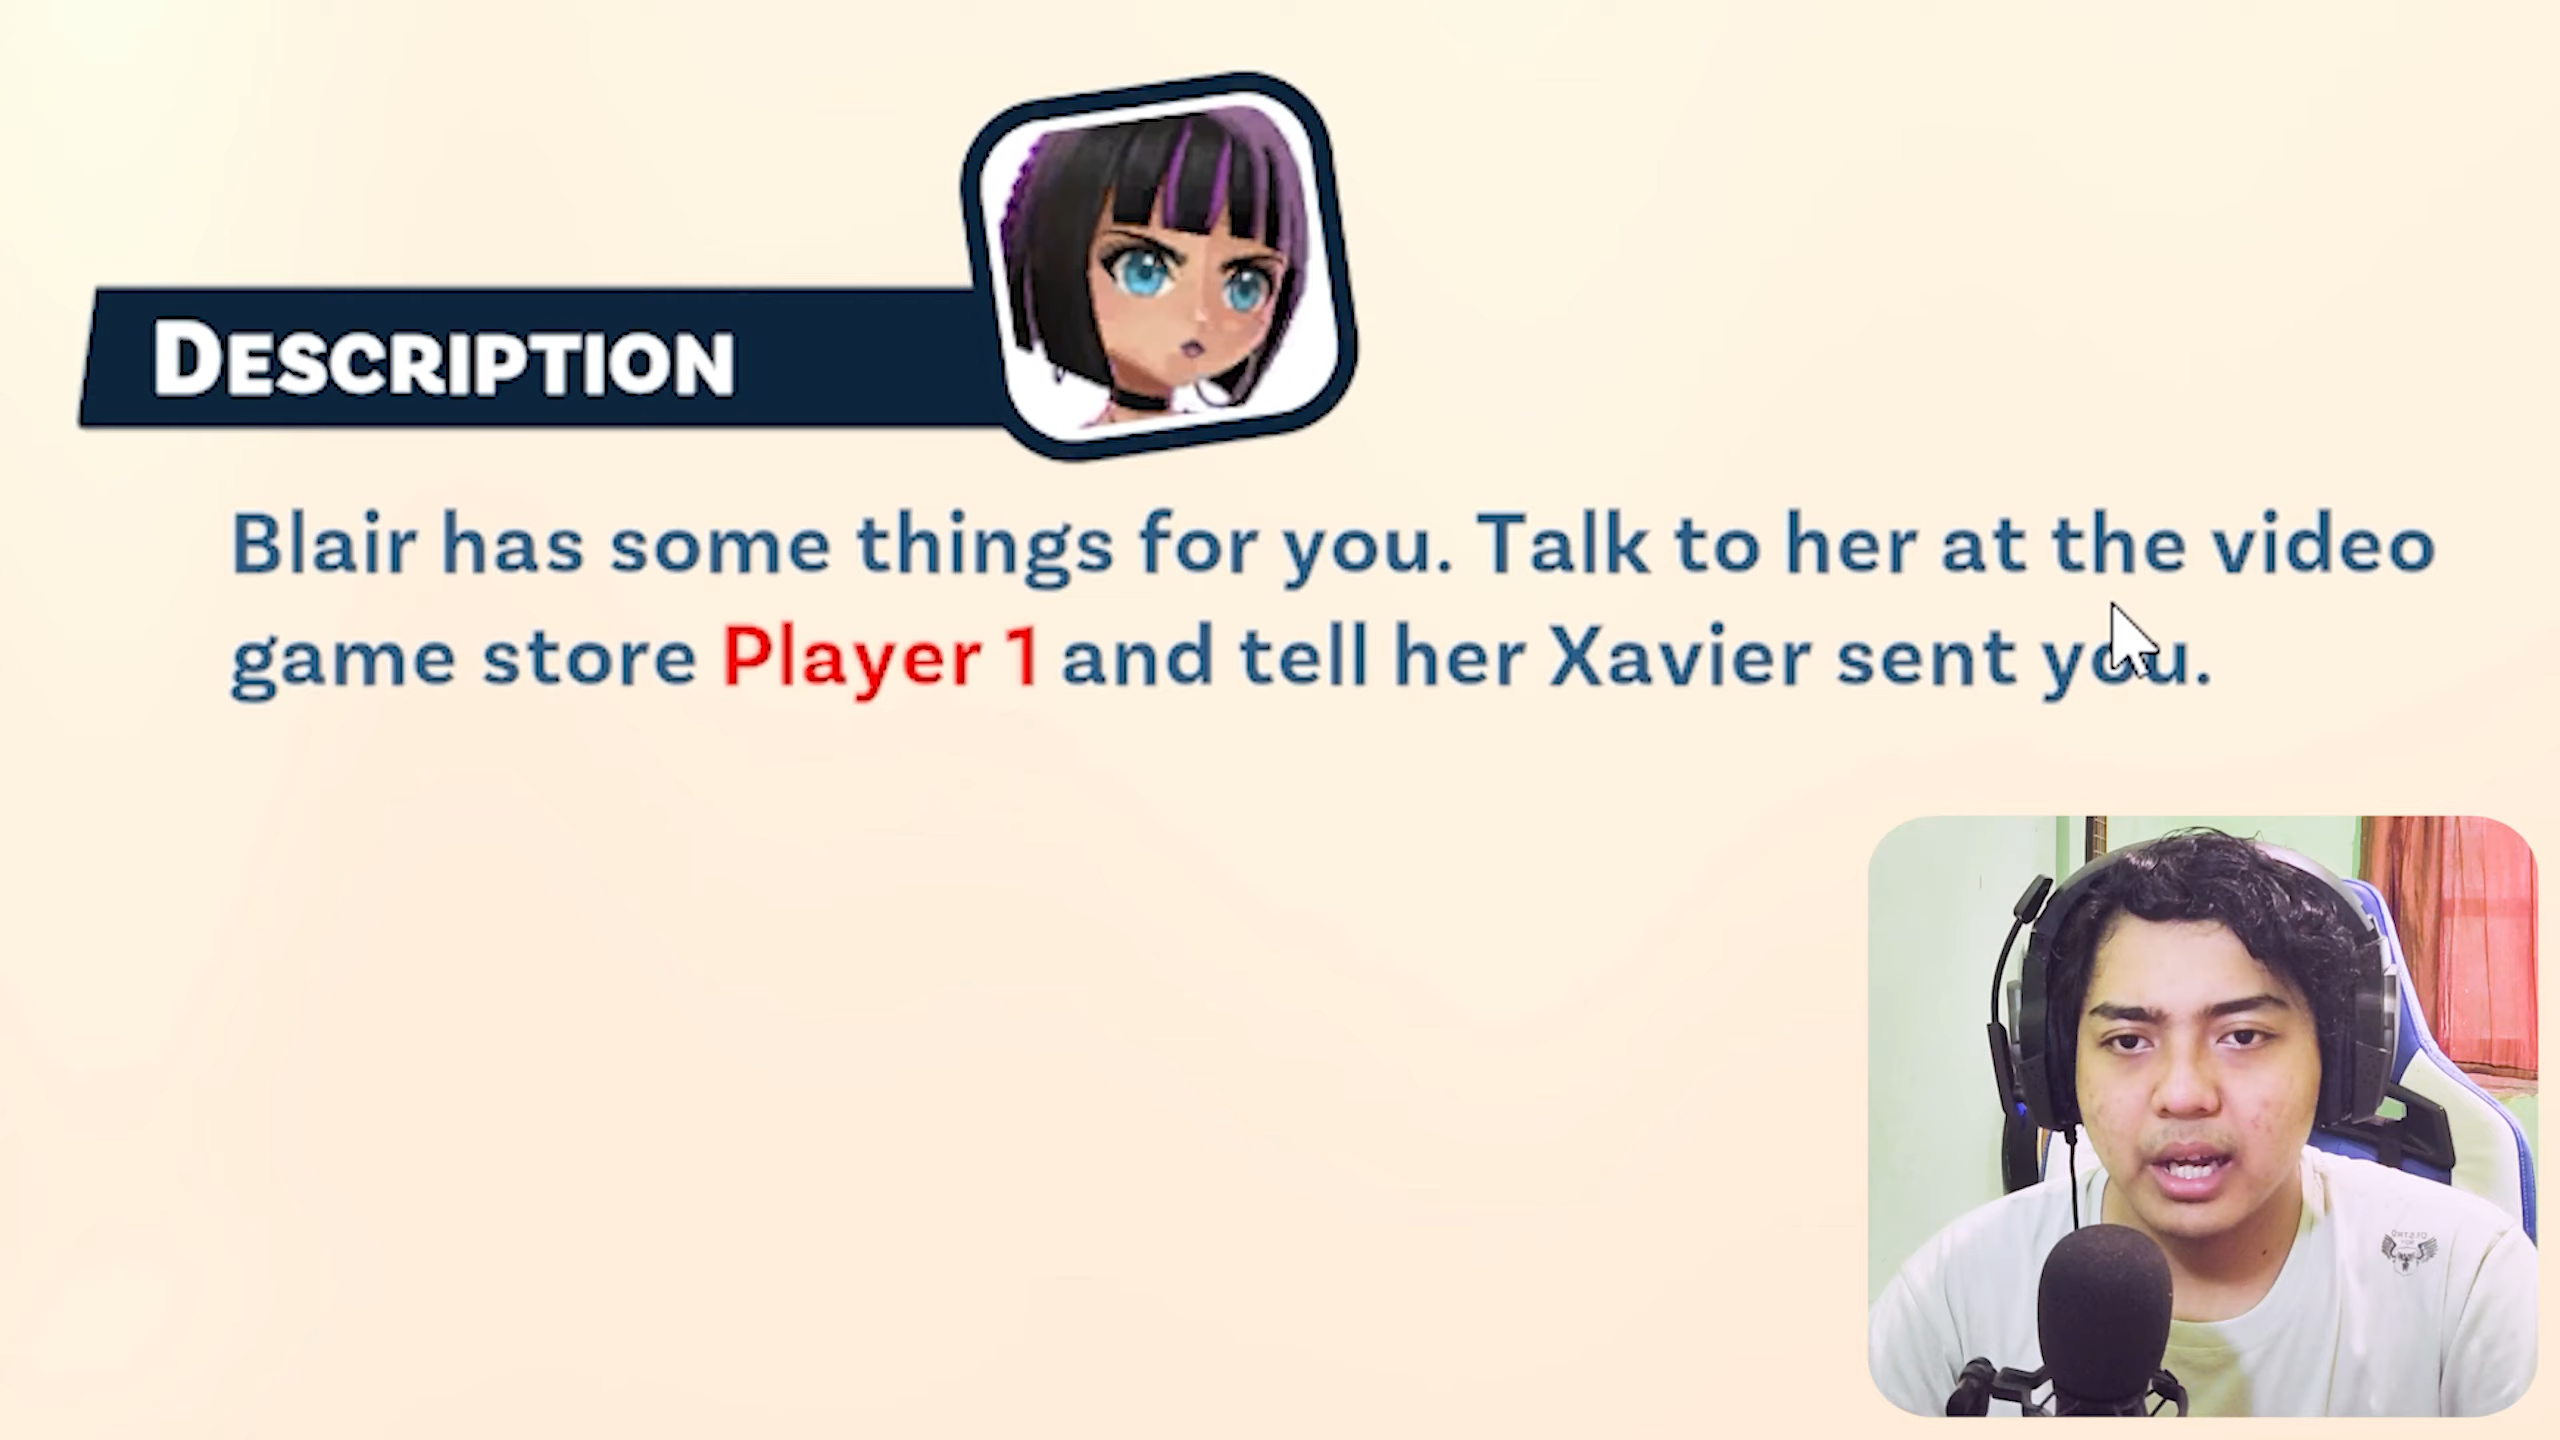 DESCRIPTION
Blair has some things for you. Talk to her at the video
game store Player 1 and tell her Xavier sent you.